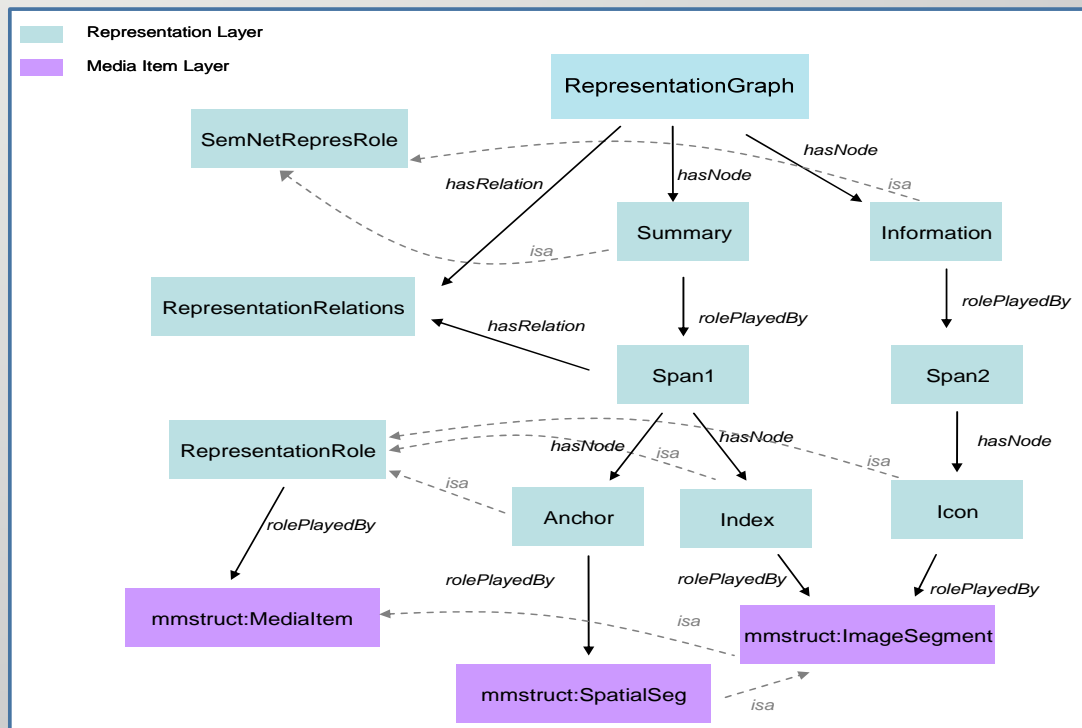 Representation Layer
Media Item Layer
RepresentationGraph
SemNetRepresRole
hasNode
hasNode
hasRelation
isa
Summary
Information
isa
RepresentationRelations
rolePlayedBy
rolePlayedBy
hasRelation
Span1
Span2
RepresentationRole
hasNode
hasNode
hasNode
isa
isa
isa
Anchor
Index
Icon
rolePlayedBy
rolePlayedBy
rolePlayedBy
rolePlayedBy
mmstruct:MediaItem
isa
mmstruct:ImageSegment
mmstruct:SpatialSeg
isa